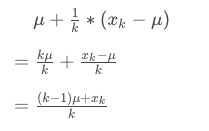 μ + 1/k * (x_k − μ)
= kμ/k + (x_k−μ)/k
= ((k−1)μ+x_k)/k